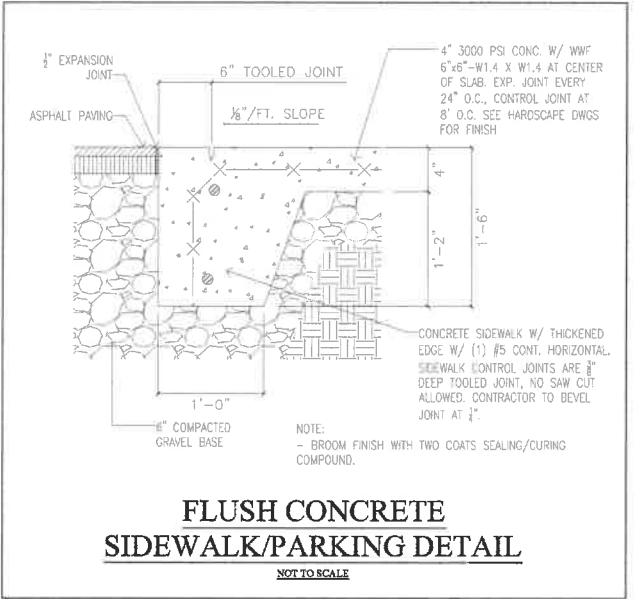 ½" EXPANSION
JOINT
ASPHALT PAVING
6" TOOLED JOINT
⅛"/FT. SLOPE
4" 3000 PSI CONC. W/ WWF
6"x6"-W1.4 X W1.4 AT CENTER
OF SLAB. EXP. JOINT EVERY
24" O.C., CONTROL JOINT AT
8' O.C. SEE HARDSCAPE DWGS
FOR FINISH
4"
1'-2"
1'-6"
CONCRETE SIDEWALK W/ THICKENED
EDGE W/ (1) #5 CONT. HORIZONTAL.
SIDEWALK CONTROL JOINTS ARE
DEEP TOOLED JOINT, NO SAW CUT
ALLOWED. CONTRACTOR TO BEVEL
JOINT AT
1'-0"
6" COMPACTED
GRAVEL BASE
NOTE:
- BROOM FINISH WITH TWO COATS SEALING/CURING
COMPOUND.
FLUSH CONCRETE
SIDEWALK/PARKING DETAIL
NOT TO SCALE